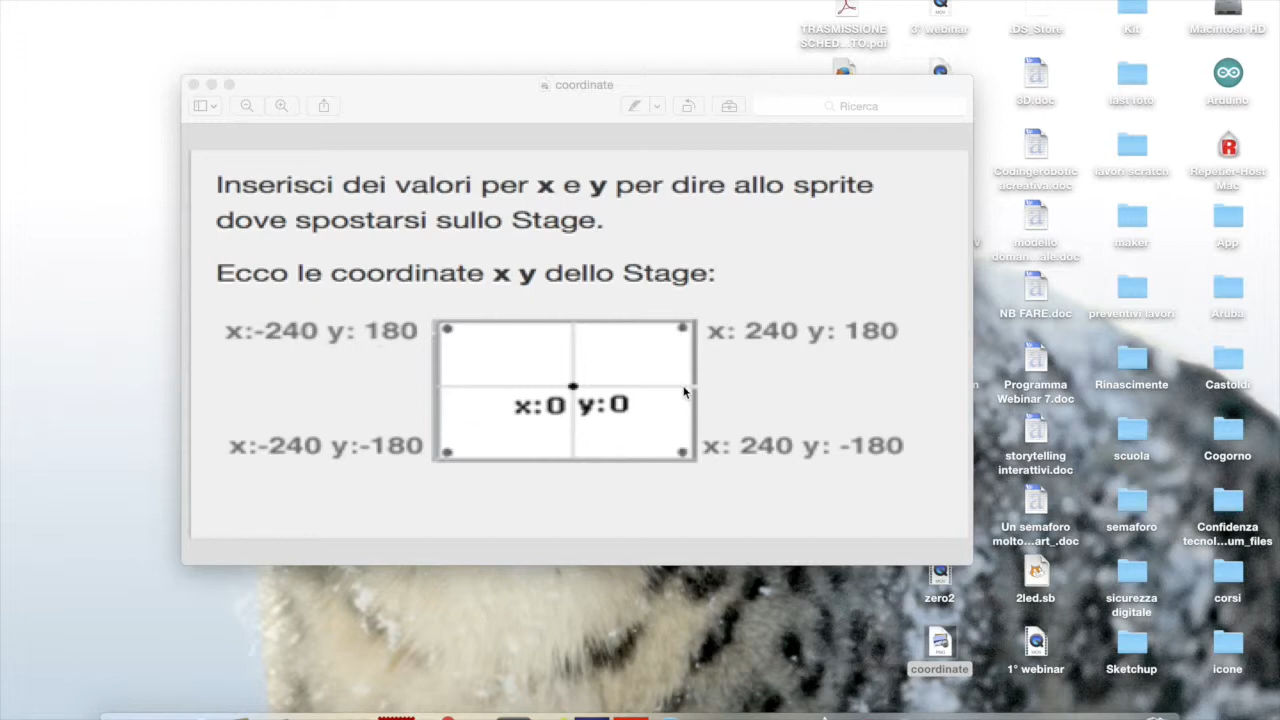 TRASMISSIONE
SCHED...TO.pdf
3° webinar
.DS_Store
Kit
Macintosh HD
coordinate
Ricerca
3D.doc
last foto
Arduino
Inserisci dei valori per x e y per dire allo sprite
dove spostarsi sullo Stage.
Ecco le coordinate x y dello Stage:
x:-240 y: 180
x: 240 y: 180
x:0 y:0
x:-240 y:-180
x: 240 y: -180
Codingerobotic
acreativa.doc
lavori scratch
Repetier-Host
Mac
modello
doman...ale.doc
maker
App
NB FARE.doc
preventivi lavori
Aruba
Programma
Webinar 7.doc
Rinascimento
Castoldi
storytelling
interattivi.doc
scuola
Cogorno
Un semaforo
molto...art_.doc
semaforo
Confidenza
tecnol...um_files
zero2
2led.sb
sicurezza
digitale
corsi
coordinate
1° webinar
Sketchup
icone